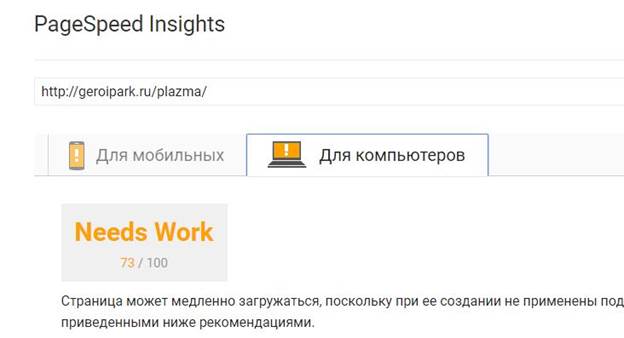 PageSpeed Insights
http://geroipark.ru/plazma/
Для мобильных
Для компьютеров
Needs Work
73 / 100
Страница может медленно загружаться, поскольку при ее создании не применены под
приведенными ниже рекомендациями.